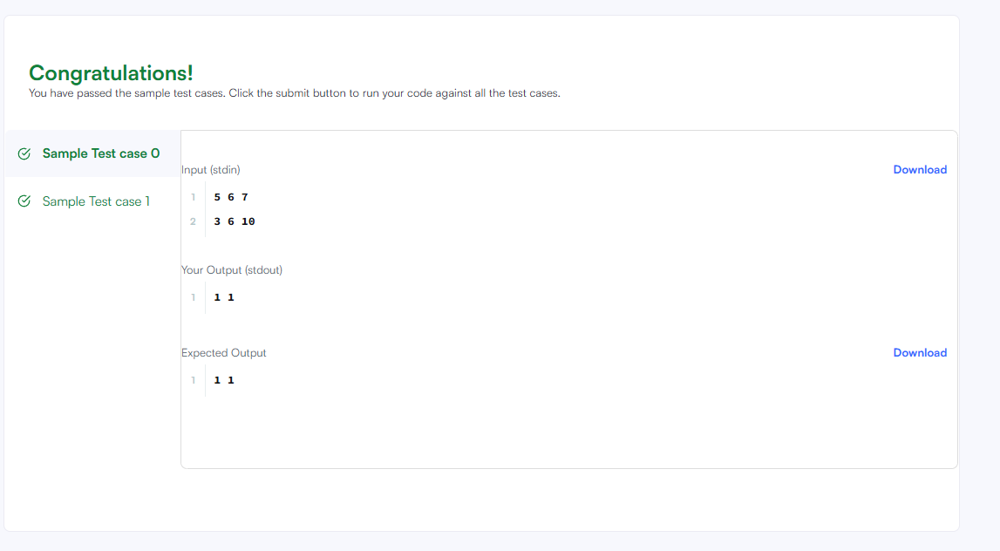 Congratulations!
You have passed the sample test cases. Click the submit button to run your code against all the test cases.
Sample Test case 0
Sample Test case 1
Input (stdin)
Download
1 5 6 7
2 3 6 10
Your Output (stdout)
1 1 1
Expected Output
Download
1 1 1